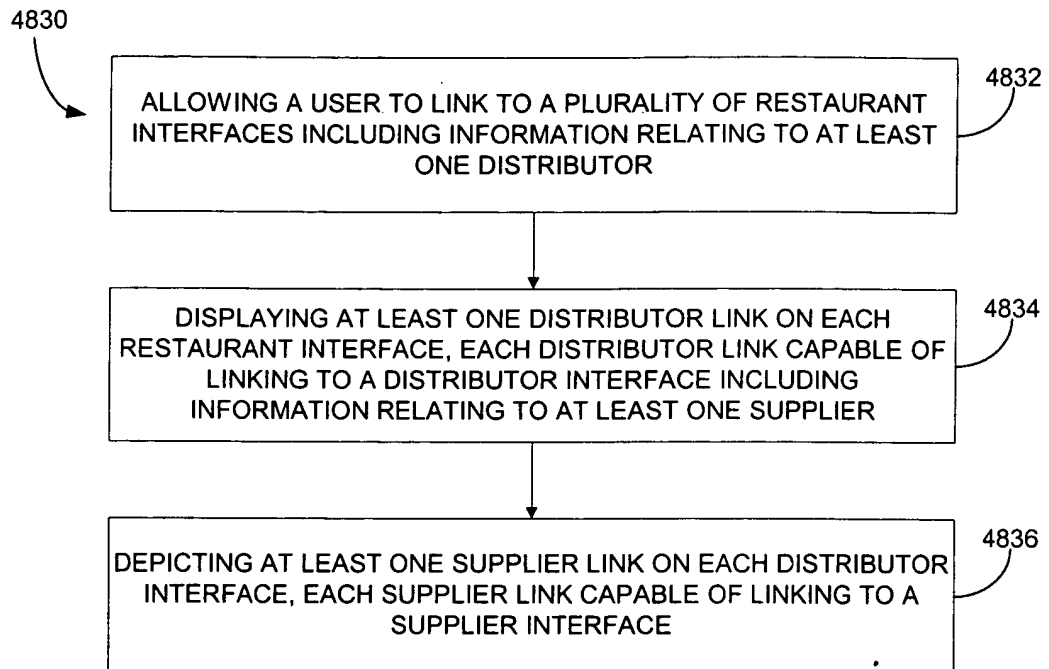 4830
4832
ALLOWING A USER TO LINK TO A PLURALITY OF RESTAURANT
INTERFACES INCLUDING INFORMATION RELATING TO AT LEAST
ONE DISTRIBUTOR
4834
DISPLAYING AT LEAST ONE DISTRIBUTOR LINK ON EACH
RESTAURANT INTERFACE, EACH DISTRIBUTOR LINK CAPABLE OF
LINKING TO A DISTRIBUTOR INTERFACE INCLUDING
INFORMATION RELATING TO AT LEAST ONE SUPPLIER
4836
DEPICTING AT LEAST ONE SUPPLIER LINK ON EACH DISTRIBUTOR
INTERFACE, EACH SUPPLIER LINK CAPABLE OF LINKING TO A
SUPPLIER INTERFACE